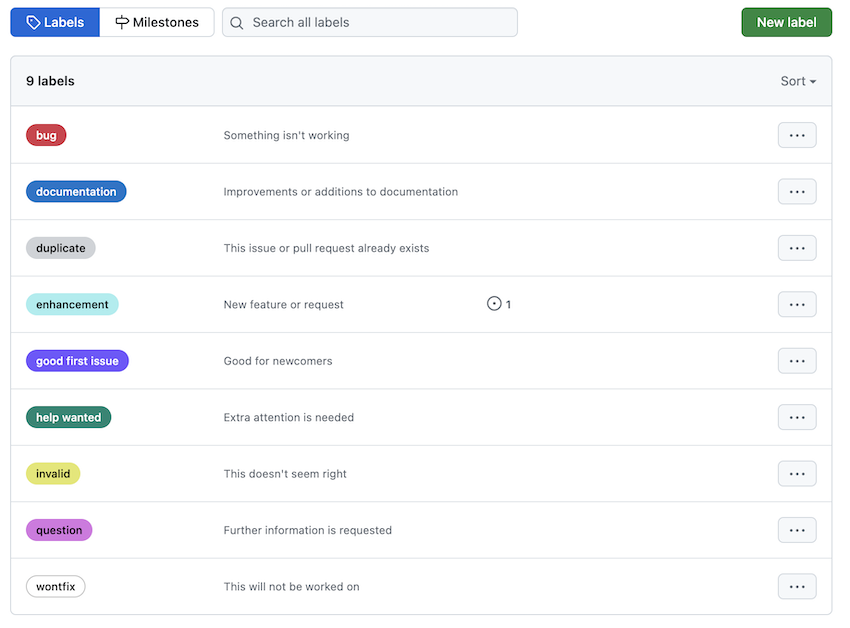 Labels Milestones Search all labels New label
9 labels Sort
bug Something isn't working
documentation Improvements or additions to documentation
duplicate This issue or pull request already exists
enhancement New feature or request 1
good first issue Good for newcomers
help wanted Extra attention is needed
invalid This doesn't seem right
question Further information is requested
wontfix This will not be worked on